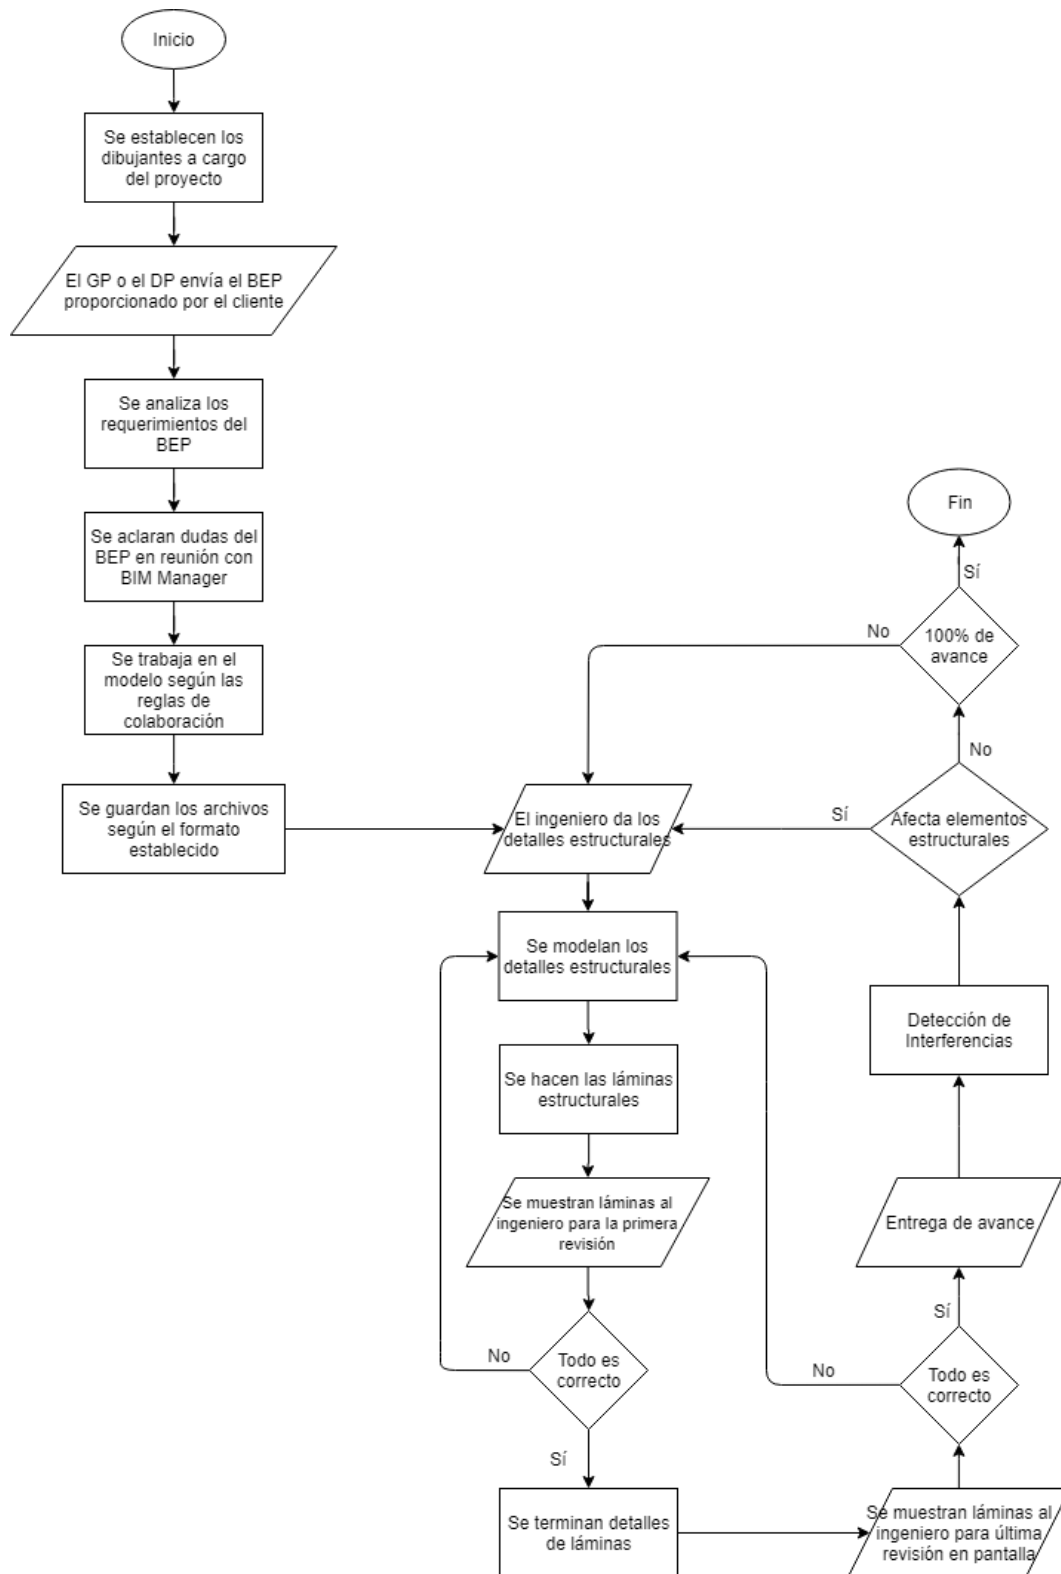 Inicio
Se establecen los
dibujantes a cargo
del proyecto
El GP o el DP envía el BEP
proporcionado por el cliente
Se analiza los
requerimientos del
BEP
Se aclaran dudas del
BEP en reunión con
BIM Manager
Se trabaja en el
modelo según las
reglas de
colaboración
Se guardan los archivos
según el formato
establecido
El ingeniero da los
detalles estructurales
Se modelan los
detalles estructurales
Se hacen las láminas
estructurales
Se muestran láminas al
ingeniero para la primera
revisión
Todo es
correcto
No
Sí
Se terminan detalles
de láminas
Se muestran láminas al
ingeniero para última
revisión en pantalla
Todo es
correcto
No
Sí
Entrega de avance
Detección de
Interferencias
Afecta elementos
estructurales
Sí
No
100% de
avance
No
Sí
Fin